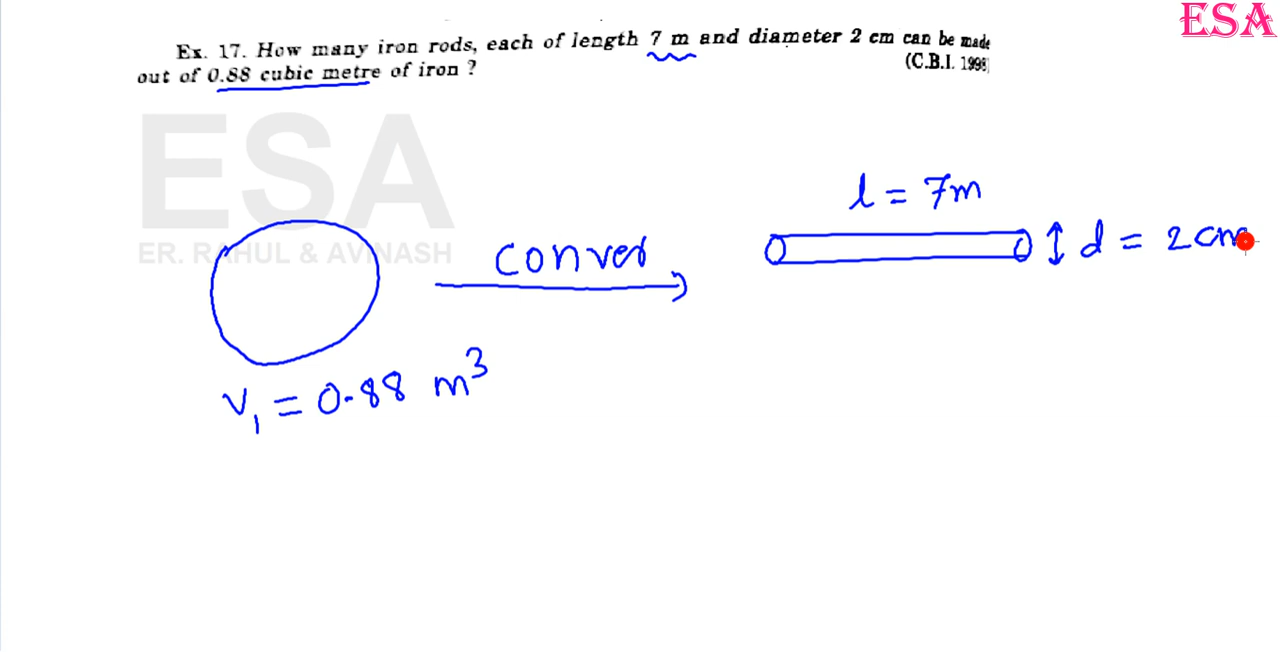 ESA
Ex. 17. How many iron rods, each of length 7 m and diameter 2 cm can be made
out of 0.88 cubic metre of iron ?
(C.B.I. 1998)
ESA
ER. RAHUL & AVINASH
l = 7m
conver
d = 2cm
V₁ = 0.88 m³